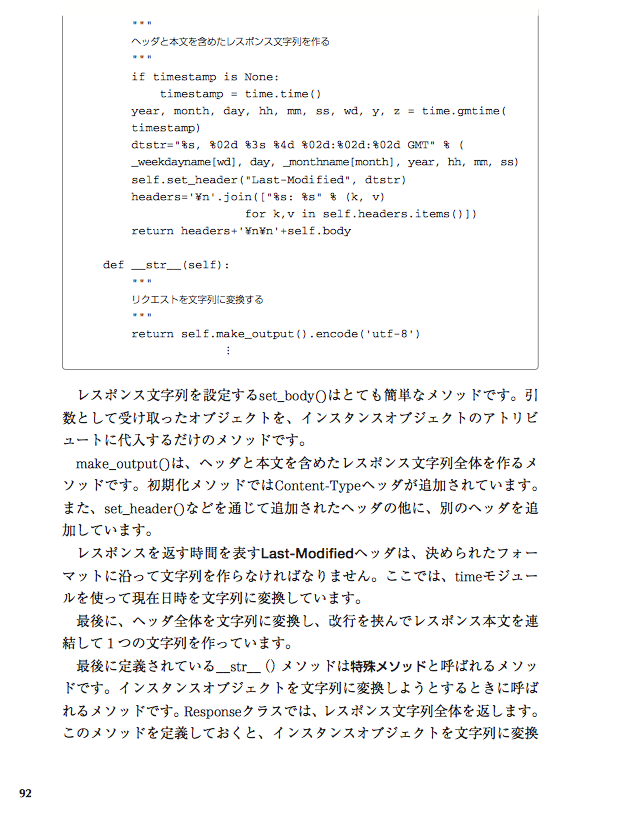 """
ヘッダと本文を含めたレスポンス文字列を作る
"""
if timestamp is None:
    timestamp = time.time()
year, month, day, hh, mm, ss, wd, y, z = time.gmtime(
timestamp)
dtstr="%s, %02d %3s %4d %02d:%02d:%02d GMT" % (
_weekdayname[wd], day, _monthname[month], year, hh, mm, ss)
self.set_header("Last-Modified", dtstr)
headers='¥n'.join(["%s: %s" % (k, v)
                for k,v in self.headers.items()])
return headers+'¥n¥n'+self.body
def __str__(self):
"""
リクエストを文字列に変換する
"""
return self.make_output().encode('utf-8')
⋮
レスポンス文字列を設定するset_body()はとても簡単なメソッドです。引
数として受け取ったオブジェクトを、インスタンスオブジェクトのアトリビ
ュートに代入するだけのメソッドです。
make_output()は、ヘッダと本文を含めたレスポンス文字列全体を作るメ
ソッドです。初期化メソッドではContent-Typeヘッダが追加されています。
また、set_header()などを通じて追加されたヘッダの他に、別のヘッダを追
加しています。
レスポンスを返す時間を表すLast-Modifiedヘッダは、決められたフォー
マットに沿って文字列を作らなければなりません。ここでは、timeモジュー
ルを使って現在日時を文字列に変換しています。
最後に、ヘッダ全体を文字列に変換し、改行を挟んでレスポンス本文を連
結して1つの文字列を作っています。
最後に定義されている__str__()メソッドは特殊メソッドと呼ばれるメソッ
ドです。インスタンスオブジェクトを文字列に変換しようとするときに呼ば
れるメソッドです。Responseクラスでは、レスポンス文字列全体を返します。
このメソッドを定義しておくと、インスタンスオブジェクトを文字列に変換
92